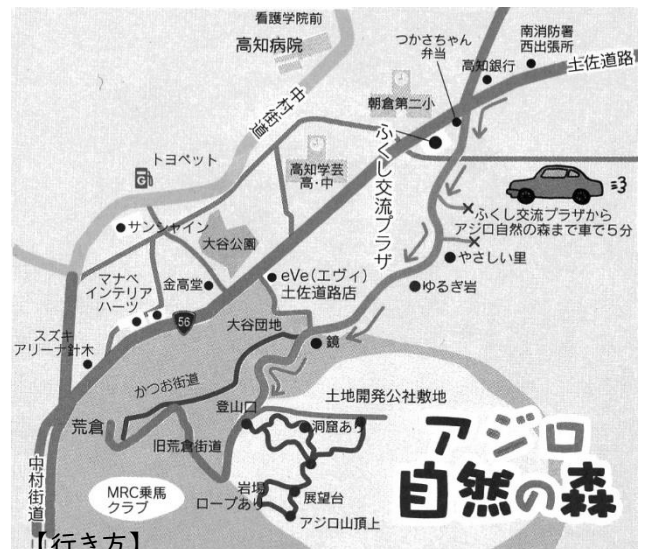 看護学院前
高知病院
つかさちゃん
弁当
南消防署
西出張所
高知銀行
土佐道路
中村街道
朝倉第二小
ふくし交流プラザ
トヨペット
G
高知学芸
高・中
サンシャイン
大谷公園
ふくし交流プラザから
アジロ自然の森まで車で5分
やさしい里
マナベ
インテリア
ハーツ
金高堂
eVe(エヴィ)
土佐道路店
ゆるぎ岩
56
大谷団地
スズキ
アリーナ針木
鏡
かつお街道
土地開発公社敷地
登山口
荒倉
洞窟あり
アジロ
自然の森
旧荒倉街道
中村街道
MRC乗馬
クラブ
岩場
ロープあり
展望台
アジロ山頂上
【行き方】